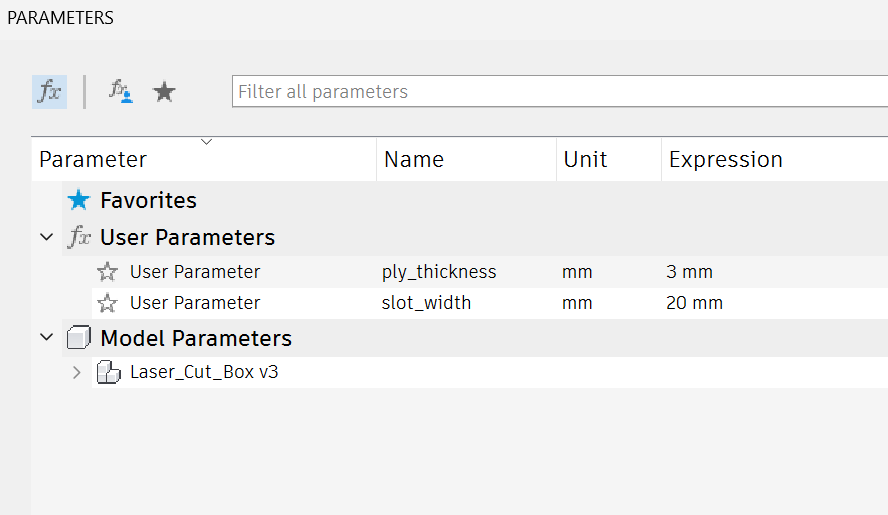 PARAMETERS
fx fx Filter all parameters
Parameter Name Unit Expression
Favorites
fx User Parameters
User Parameter ply_thickness mm 3 mm
User Parameter slot_width mm 20 mm
Model Parameters
Laser_Cut_Box v3